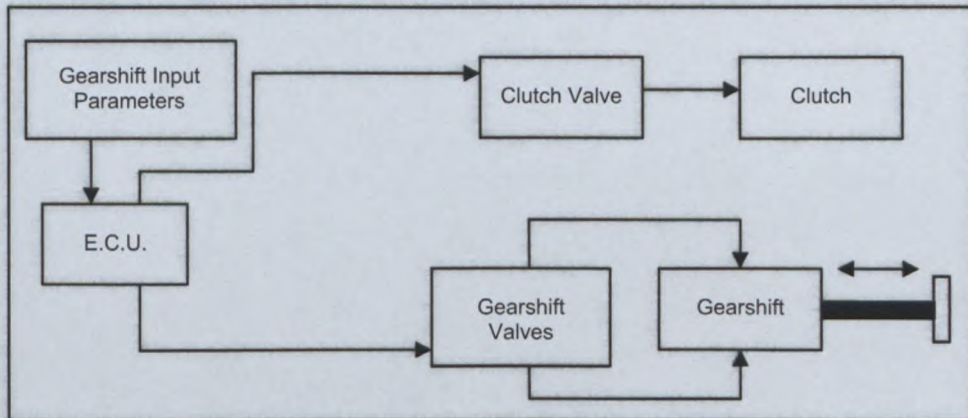 Gearshift Input
Parameters
Clutch Valve
Clutch
E.C.U.
Gearshift
Valves
Gearshift